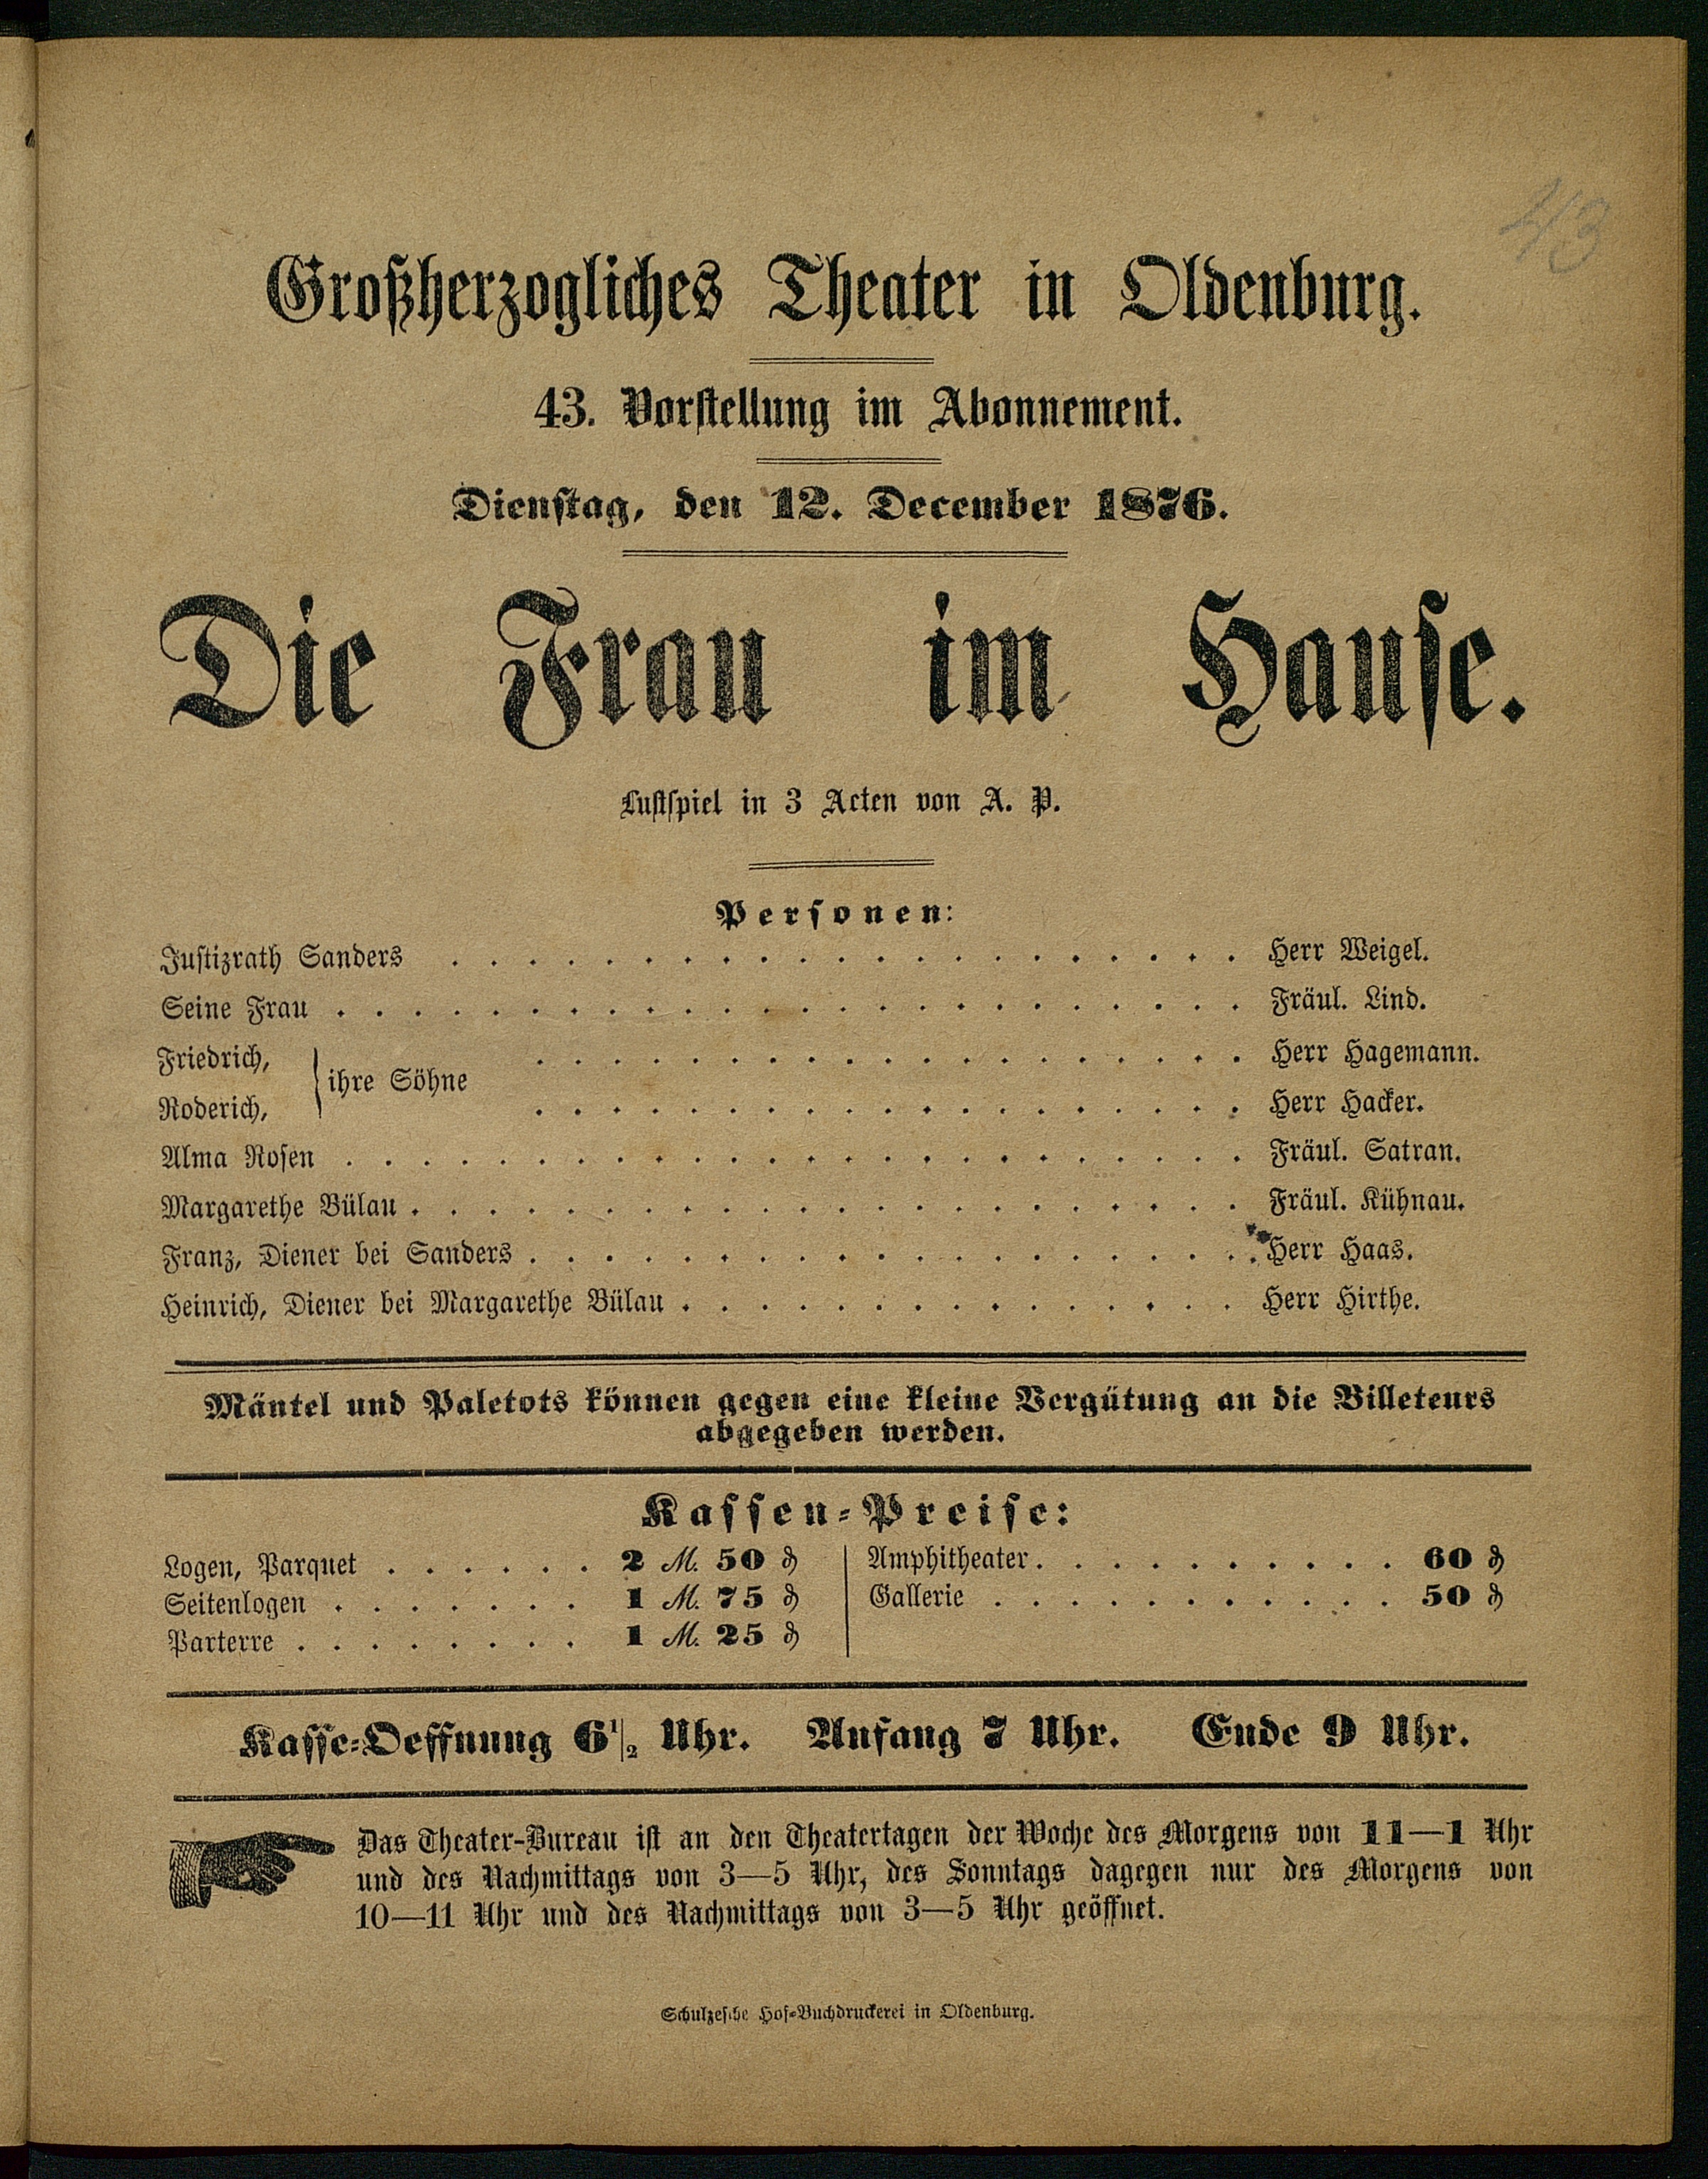 43
Großherzogliches Theater in Oldenburg.
43. Vorstellung im Abonnement.
Dienstag, den 12. December 1876.
Die Frau im Hause.
Lustspiel in 3 Acten von A. P.
Personen:
Justizrath Sanders . . . . . . . . . . . . . . . . . . . . . Herr Weigel.
Seine Frau . . . . . . . . . . . . . . . . . . . . . . . . Fräul. Lind.
Friedrich, . . . . . . . . . . . . . . . . . . . Herr Hagemann.
ihre Söhne
Roderich, . . . . . . . . . . . . . . . . . . . Herr Hacker.
Alma Rosen . . . . . . . . . . . . . . . . . . . . . . . . Fräul. Satran.
Margarethe Bülau . . . . . . . . . . . . . . . . . . . . . . Fräul. Kühnau.
Franz, Diener bei Sanders . . . . . . . . . . . . . . . . . . . Herr Haas.
Heinrich, Diener bei Margarethe Bülau . . . . . . . . . . . . . . . Herr Hirthe.
Mäntel und Paletots können gegen eine kleine Vergütung an die Billeteurs
abgegeben werden.
Kassen-Preise:
Logen, Parquet . . . . . . 2 M. 50 ₰
Seitenlogen . . . . . . . 1 M. 75 ₰
Parterre . . . . . . . . 1 M. 25 ₰
Amphitheater . . . . . . . . . . 60 ₰
Gallerie . . . . . . . . . . . 50 ₰
Kasse-Oeffnung 6 1/2 Uhr. Anfang 7 Uhr. Ende 9 Uhr.
Das Theater-Bureau ist an den Theatertagen der Woche des Morgens von 11—1 Uhr
und des Nachmittags von 3—5 Uhr, des Sonntags dagegen nur des Morgens von
10—11 Uhr und des Nachmittags von 3—5 Uhr geöffnet.
Schulzesche Hof-Buchdruckerei in Oldenburg.